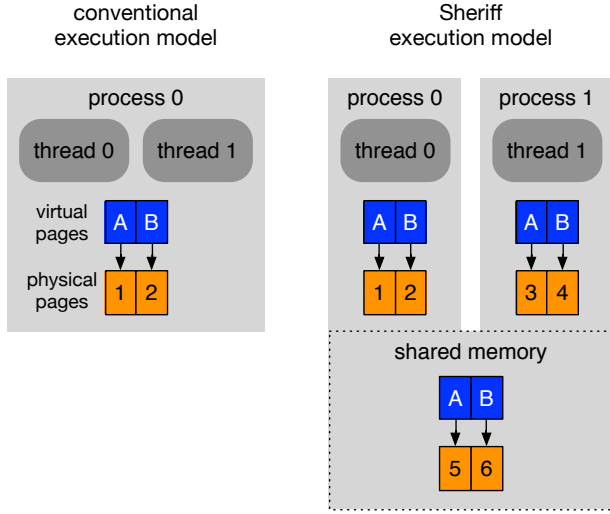 conventional
execution model
Sheriff
execution model
process 0
thread 0 thread 1
virtual
pages
A B
physical
pages
1 2
process 0
thread 0
A B
1 2
process 1
thread 1
A B
3 4
shared memory
A B
5 6